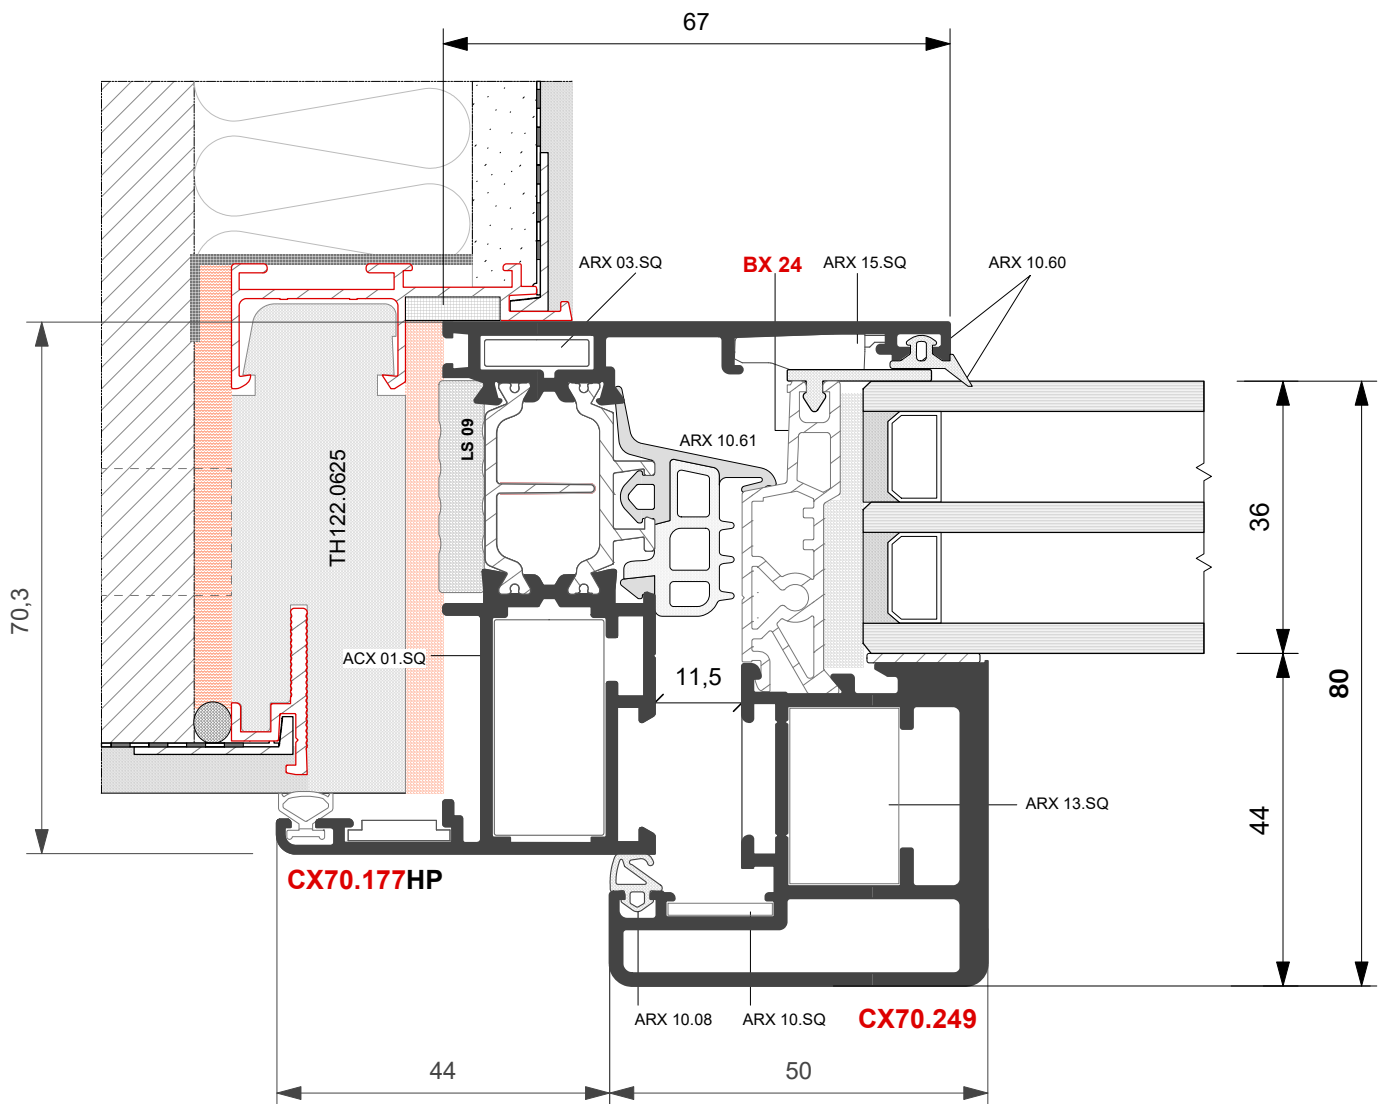 67
ARX 03.SQ
BX 24
ARX 15.SQ
ARX 10.60
LS 09
ARX 10.61
TH122.0625
36
70,3
ACX 01.SQ
11,5
80
ARX 13.SQ
44
CX70.177HP
ARX 10.08
ARX 10.SQ
CX70.249
44
50